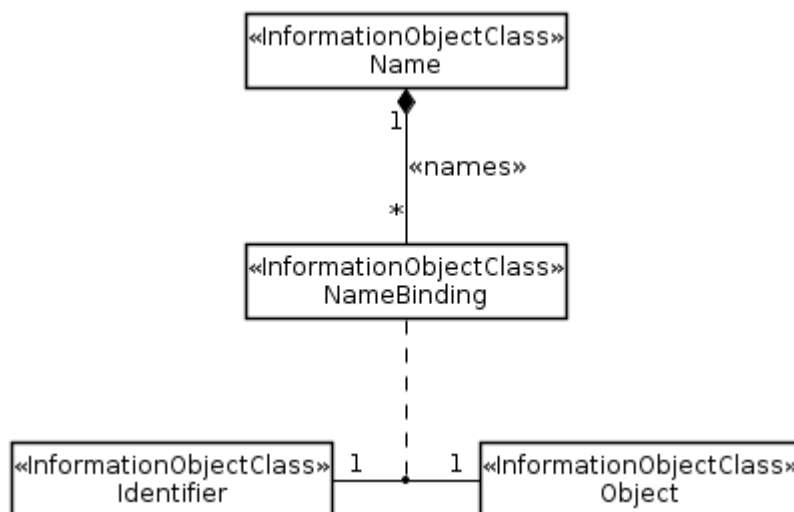 «InformationObjectClass»
Name
1
«names»
*
«InformationObjectClass»
NameBinding
«InformationObjectClass» 1 1 «InformationObjectClass»
Identifier Object